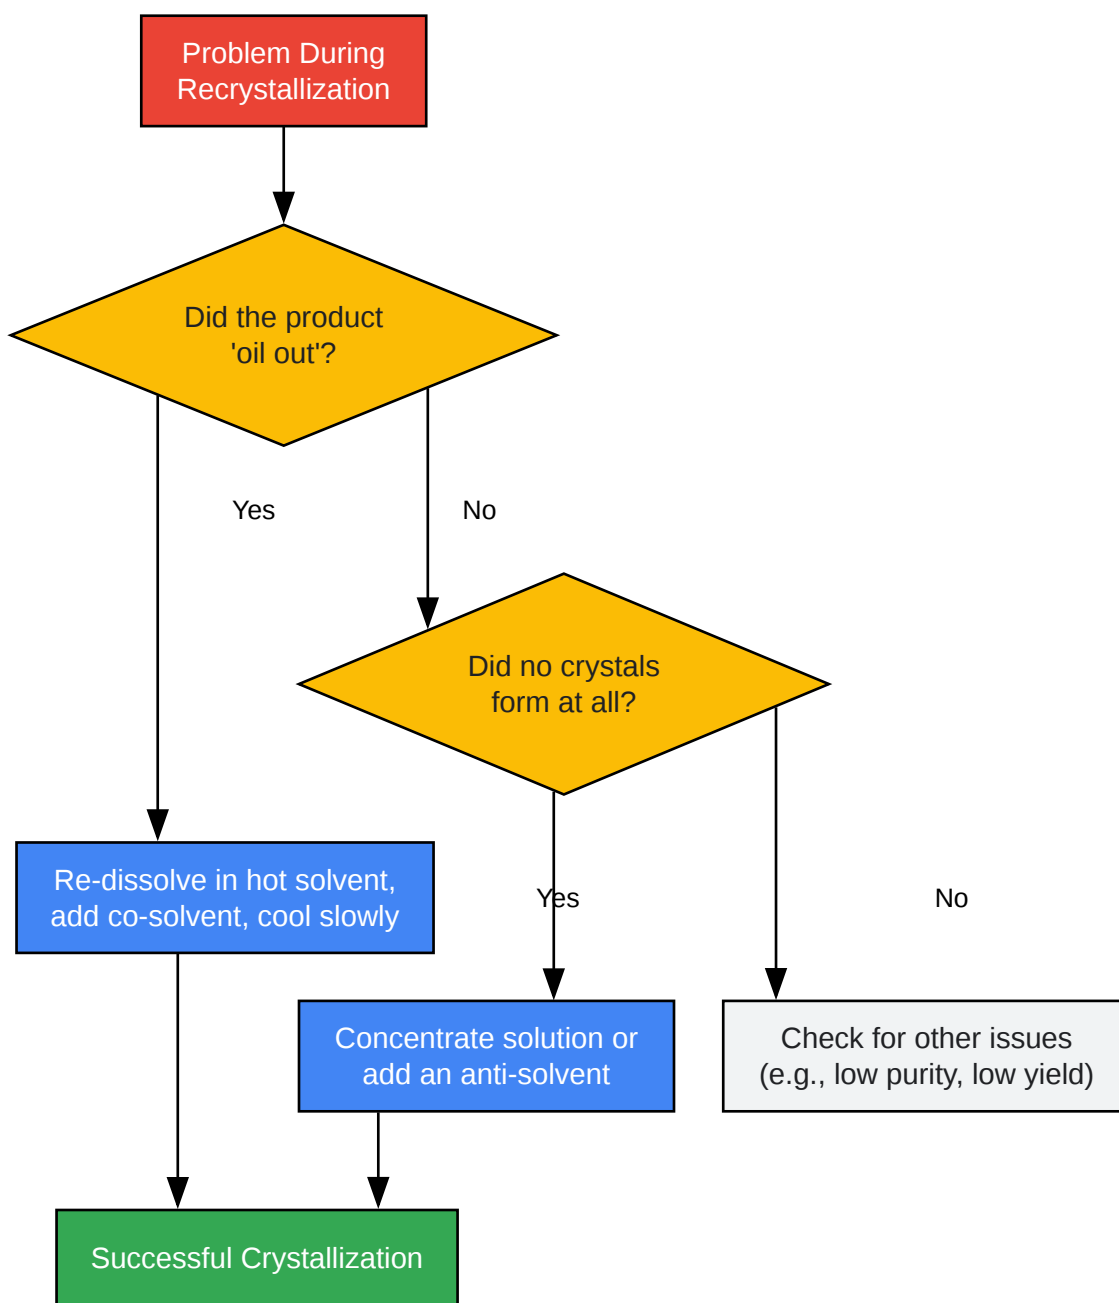 Problem During
Recrystallization
Did the product
'oil out'?
Yes
No
Did no crystals
form at all?
Re-dissolve in hot solvent,
add co-solvent, cool slowly
Yes
No
Concentrate solution or
add an anti-solvent
Check for other issues
(e.g., low purity, low yield)
Successful Crystallization